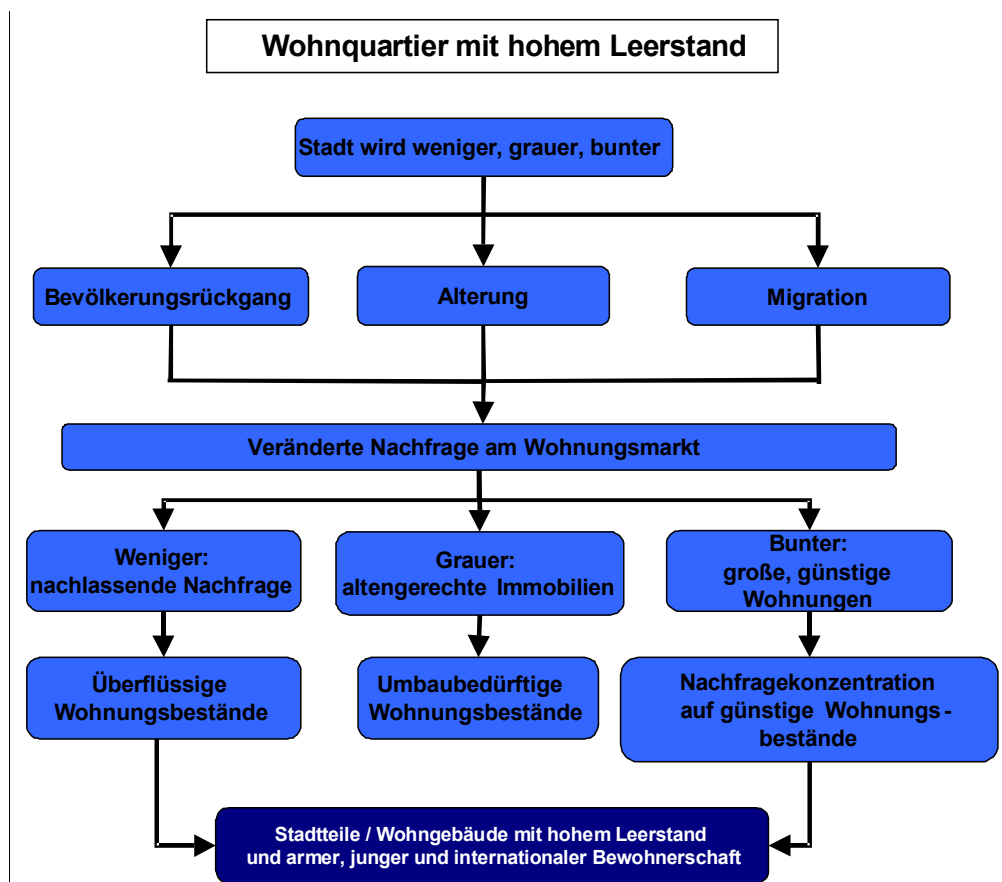 Wohnquartier mit hohem Leerstand
Stadt wird weniger, grauer, bunter
Bevölkerungsrückgang
Alterung
Migration
Veränderte Nachfrage am Wohnungsmarkt
Weniger:
nachlassende Nachfrage
Grauer:
altengerechte Immobilien
Bunter:
große, günstige
Wohnungen
Überflüssige
Wohnungsbestände
Umbaubedürftige
Wohnungsbestände
Nachfragekonzentration
auf günstige Wohnungs-
bestände
Stadtteile / Wohngebäude mit hohem Leerstand
und armer, junger und internationaler Bewohnerschaft